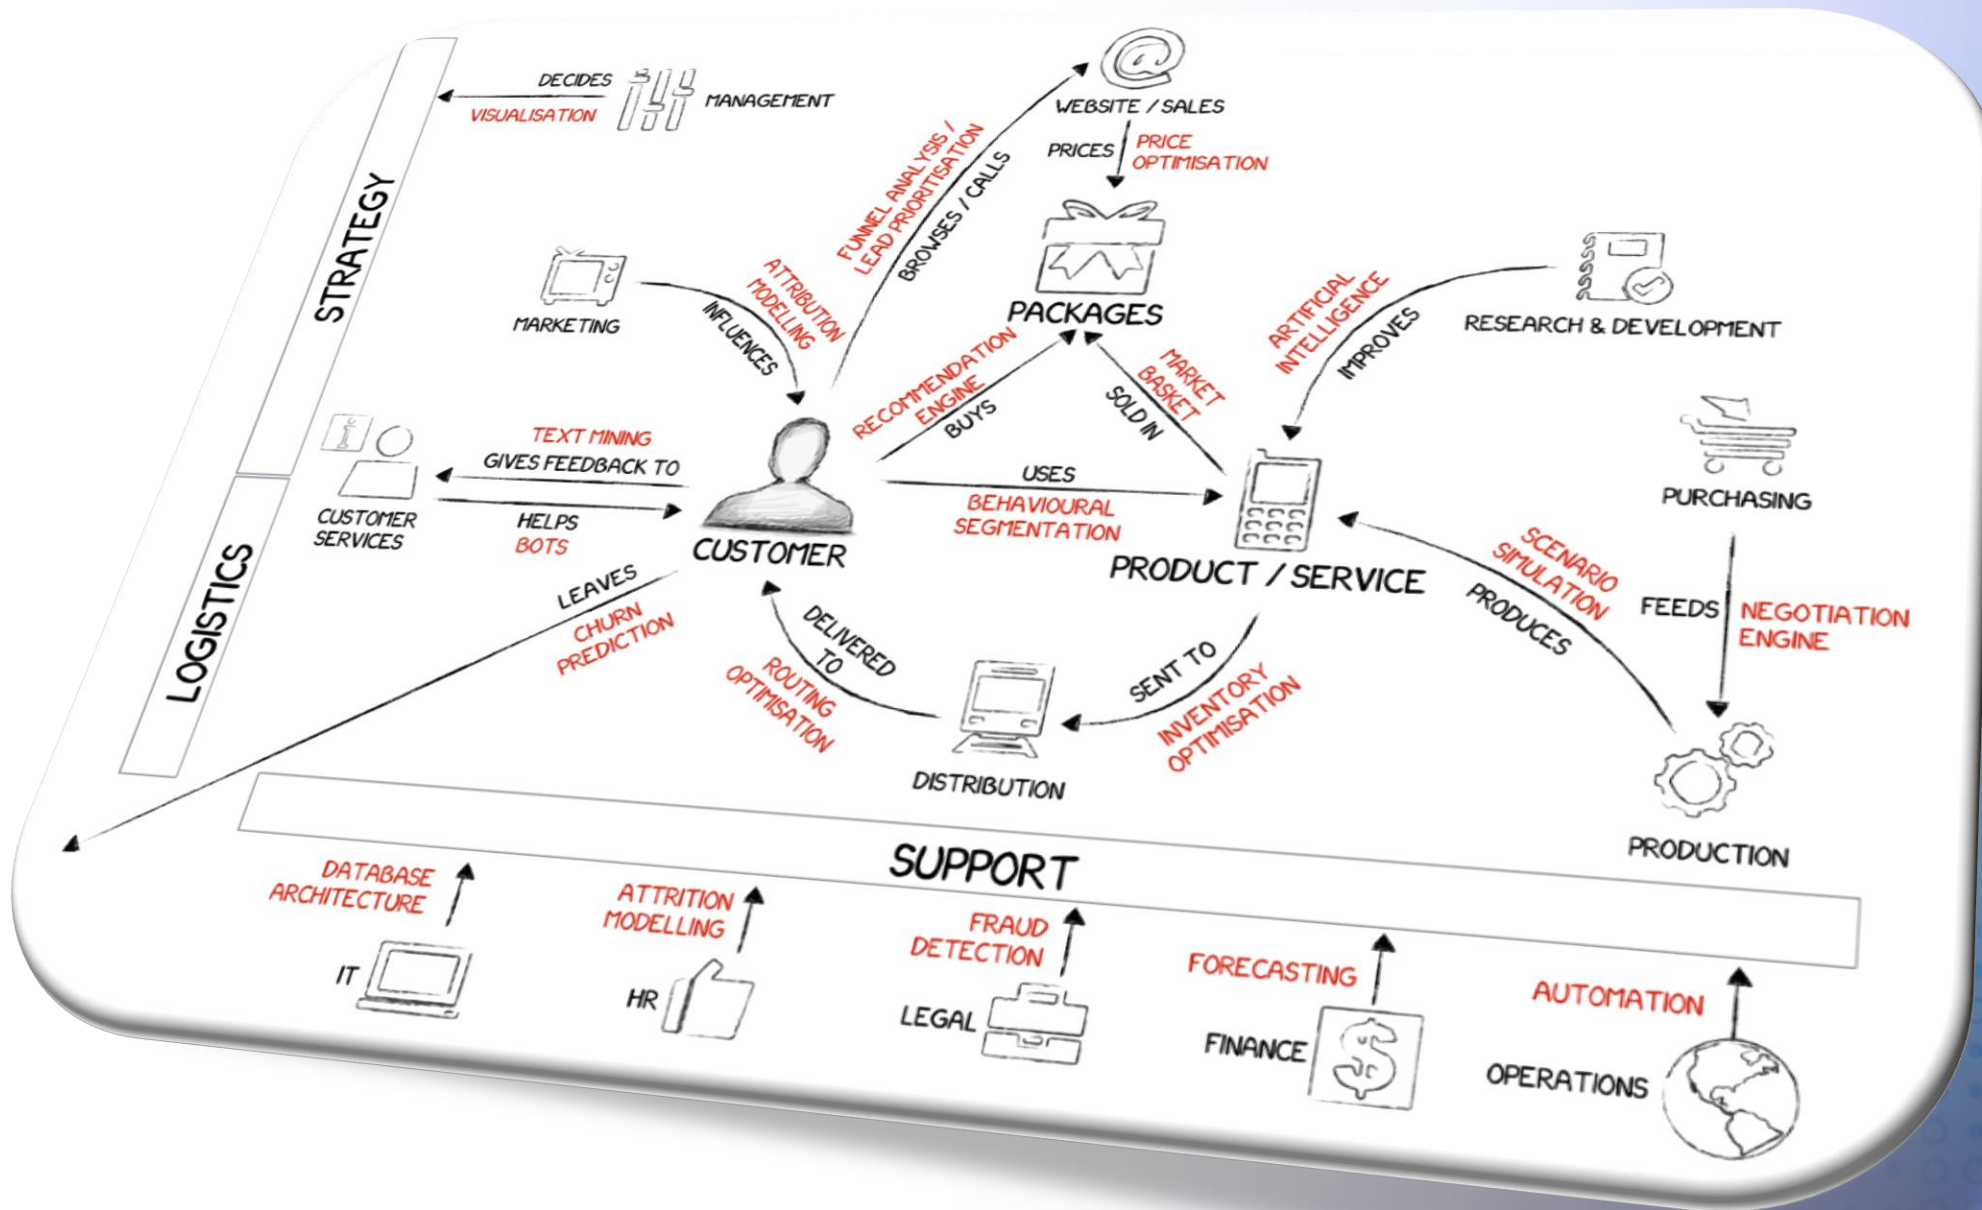 DECIDES
VISUALISATION
MANAGEMENT
WEBSITE / SALES
PRICES
PRICE
OPTIMISATION
FUNNEL ANALYSIS /
LEAD PRIORITISATION
BROWSES / CALLS
STRATEGY
MARKETING
ATTRIBUTION
MODELLING
INFLUENCES
PACKAGES
ARTIFICIAL
INTELLIGENCE
IMPROVES
RESEARCH & DEVELOPMENT
RECOMMENDATION
ENGINE
BUYS
MARKET
BASKET
SOLD IN
TEXT MINING
GIVES FEEDBACK TO
HELPS
BOTS
CUSTOMER
SERVICES
CUSTOMER
USES
BEHAVIOURAL
SEGMENTATION
PRODUCT / SERVICE
PURCHASING
SCENARIO
SIMULATION
PRODUCES
FEEDS
NEGOTIATION
ENGINE
LOGISTICS
LEAVES
CHURN
PREDICTION
DELIVERED
TO
ROUTING
OPTIMISATION
SENT TO
INVENTORY
OPTIMISATION
DISTRIBUTION
PRODUCTION
SUPPORT
DATABASE
ARCHITECTURE
IT
ATTRITION
MODELLING
HR
FRAUD
DETECTION
LEGAL
FORECASTING
FINANCE
AUTOMATION
OPERATIONS